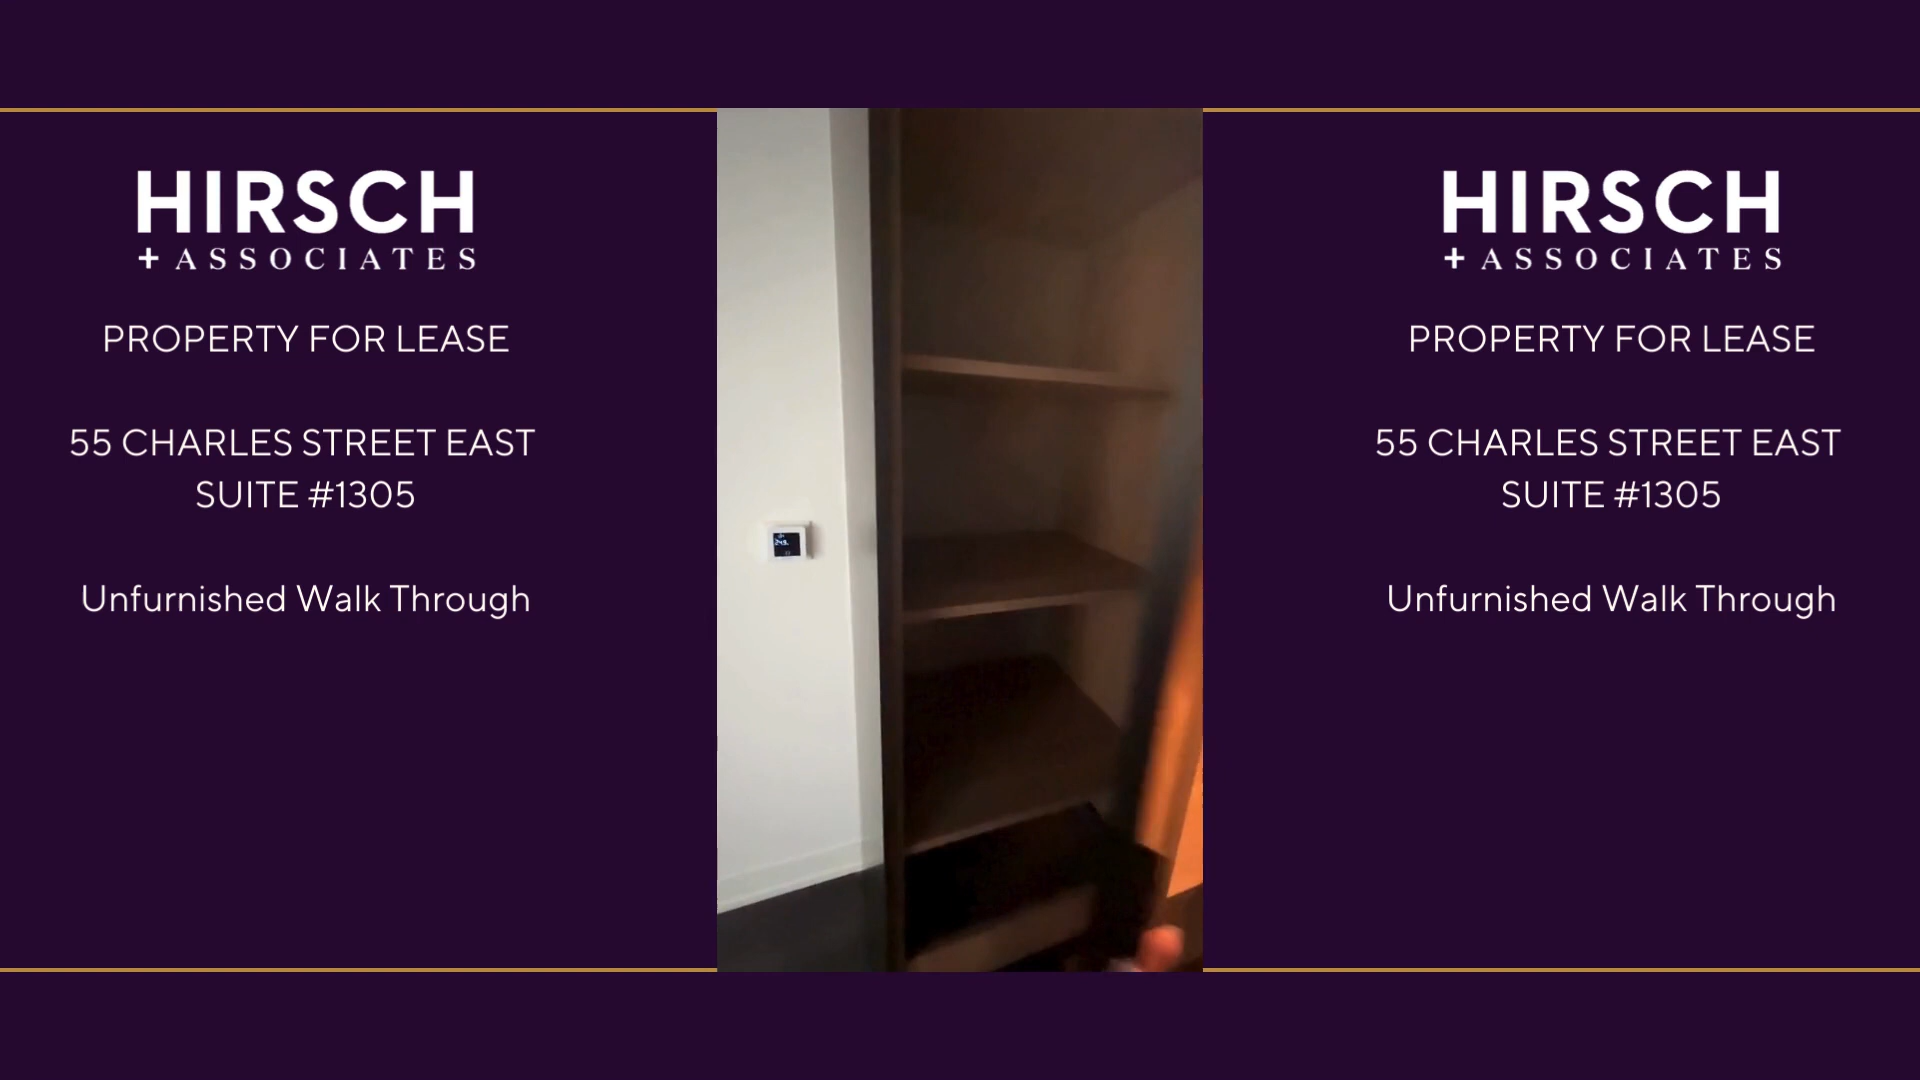 HIRSCH
+ ASSOCIATES
PROPERTY FOR LEASE
55 CHARLES STREET EAST
SUITE #1305
Unfurnished Walk Through
HIRSCH
+ ASSOCIATES
PROPERTY FOR LEASE
55 CHARLES STREET EAST
SUITE #1305
Unfurnished Walk Through